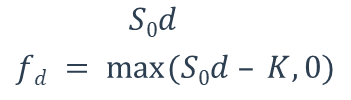 S₀d
f_d = max(S₀d – K, 0)